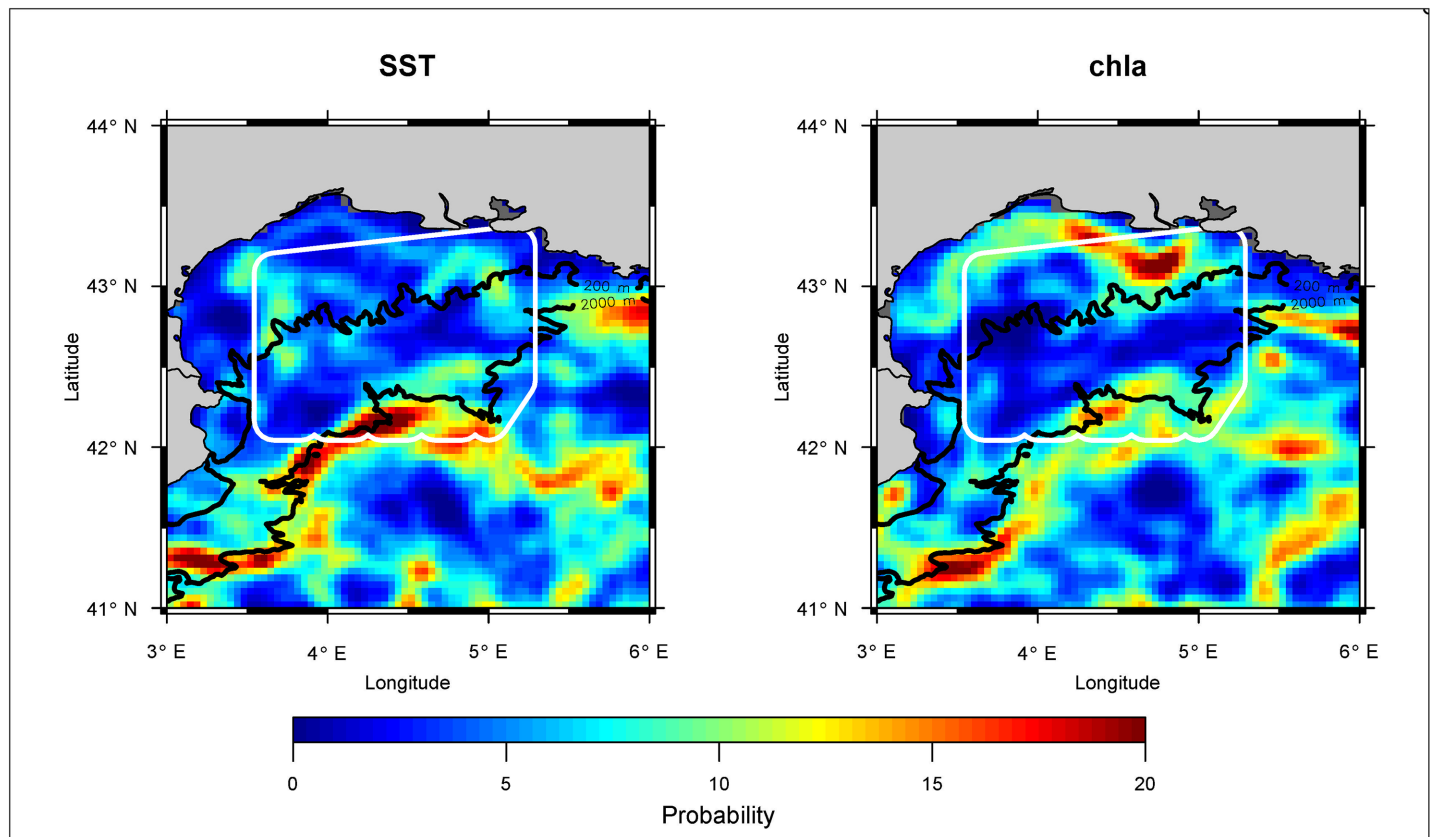 SST
chla
44° N
43° N
42° N
41° N
Latitude
200 m
2000 m
3° E
4° E
5° E
6° E
Longitude
44° N
43° N
42° N
41° N
Latitude
200 m
2000 m
3° E
4° E
5° E
6° E
Longitude
0
5
10
15
20
Probability